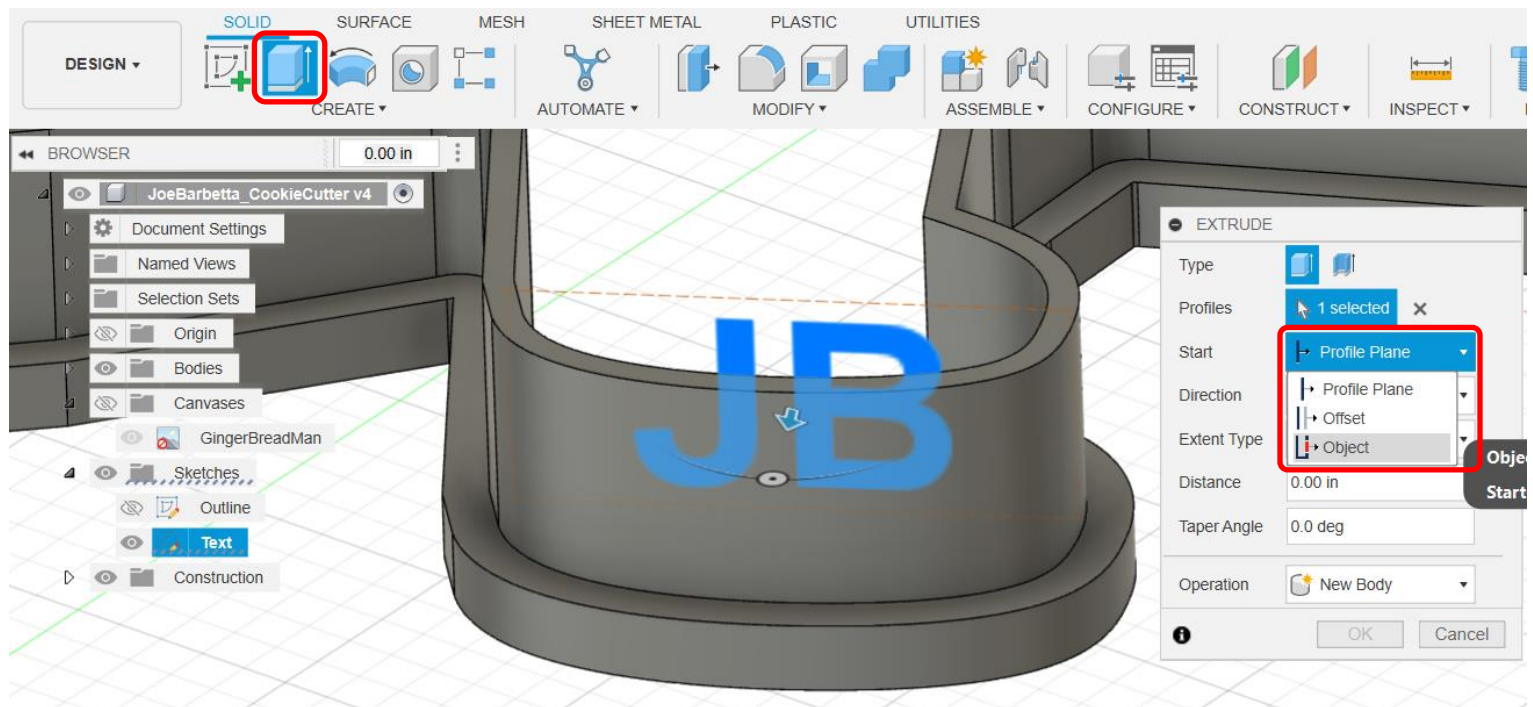 SOLID SURFACE MESH SHEET METAL PLASTIC UTILITIES
DESIGN ▾
CREATE ▾ AUTOMATE ▾ MODIFY ▾ ASSEMBLE ▾ CONFIGURE ▾ CONSTRUCT ▾ INSPECT ▾
BROWSER 0.00 in
JoeBarbetta_CookieCutter v4
Document Settings
Named Views
Selection Sets
Origin
Bodies
Canvases
GingerBreadMan
Sketches
Outline
Text
Construction
JB
EXTRUDE
Type
Profiles 1 selected
Start Profile Plane
Profile Plane
Direction
Offset
Extent Type
Object
Distance 0.00 in
Start
Taper Angle 0.0 deg
Operation New Body
OK Cancel